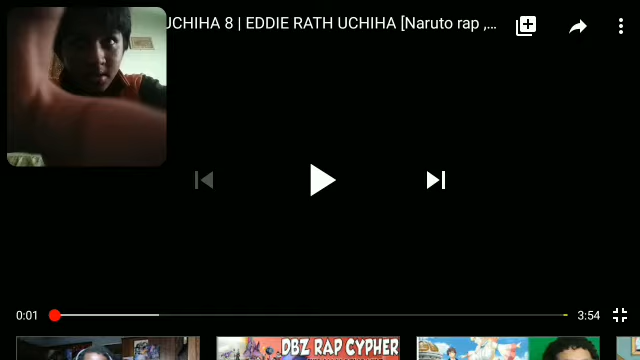 UCHIHA 8 | EDDIE RATH UCHIHA [Naruto rap ,...
0:01
3:54
DBZ RAP CYPHER